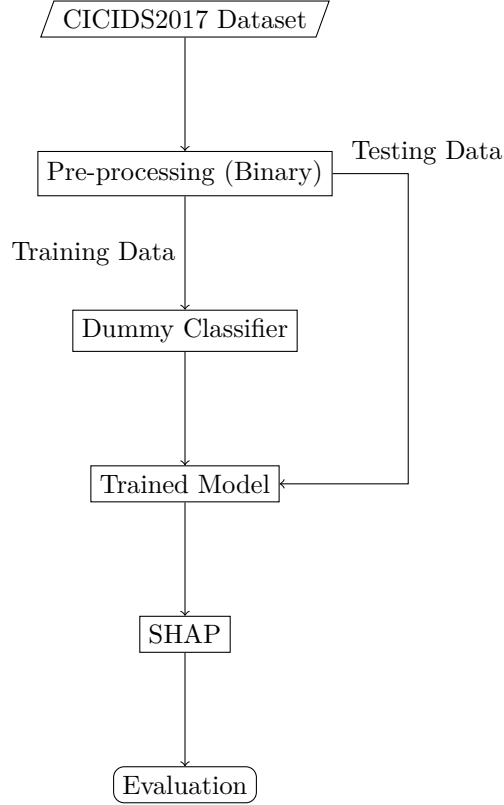 CICIDS2017 Dataset
Pre-processing (Binary)
Testing Data
Training Data
Dummy Classifier
Trained Model
SHAP
Evaluation